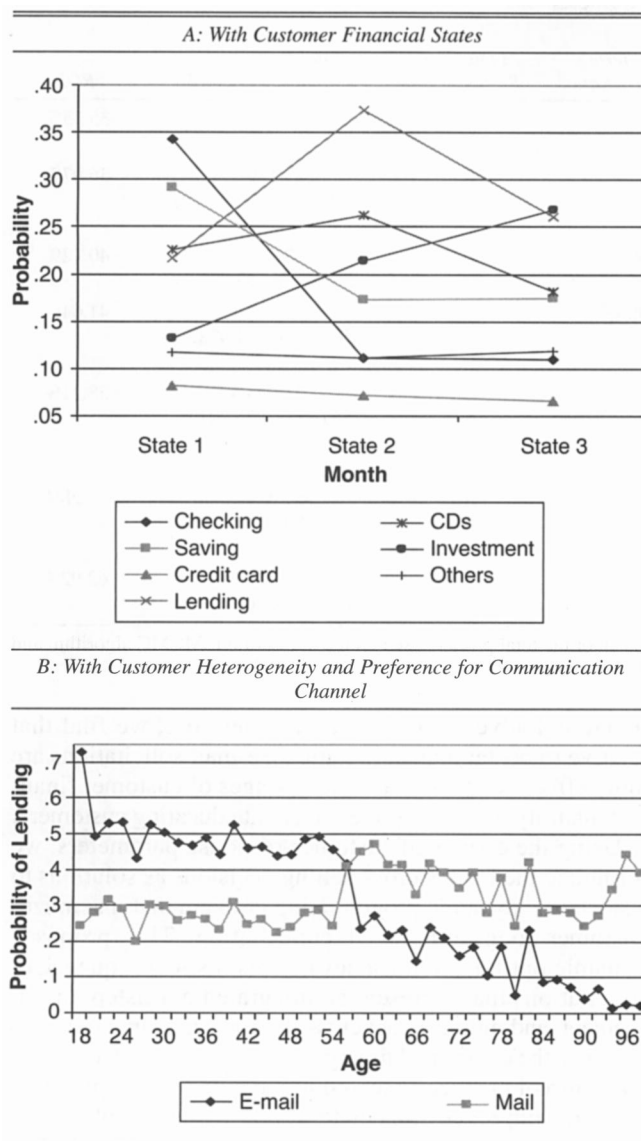 A: With Customer Financial States
.40
.35
.30
.25
.20
.15
.10
.05
Probability
State 1 State 2 State 3
Month
Checking CDs
Saving Investment
Credit card Others
Lending
B: With Customer Heterogeneity and Preference for Communication
Channel
.7
.6
.5
.4
.3
.2
.1
0
Probability of Lending
18 24 30 36 42 48 54 60 66 72 78 84 90 96
Age
E-mail Mail